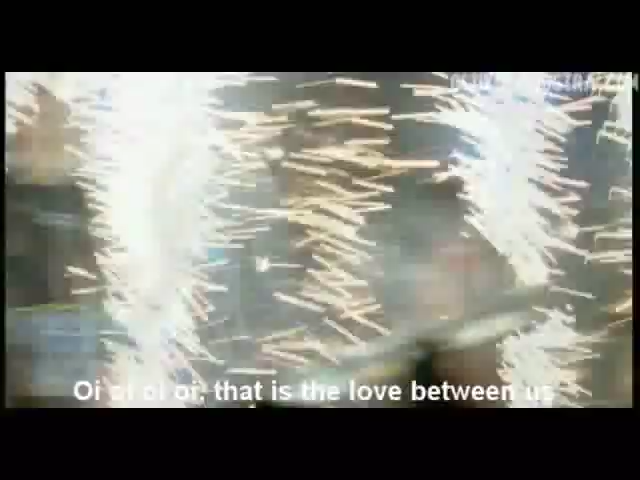 Oi oi oi oi, that is the love between us